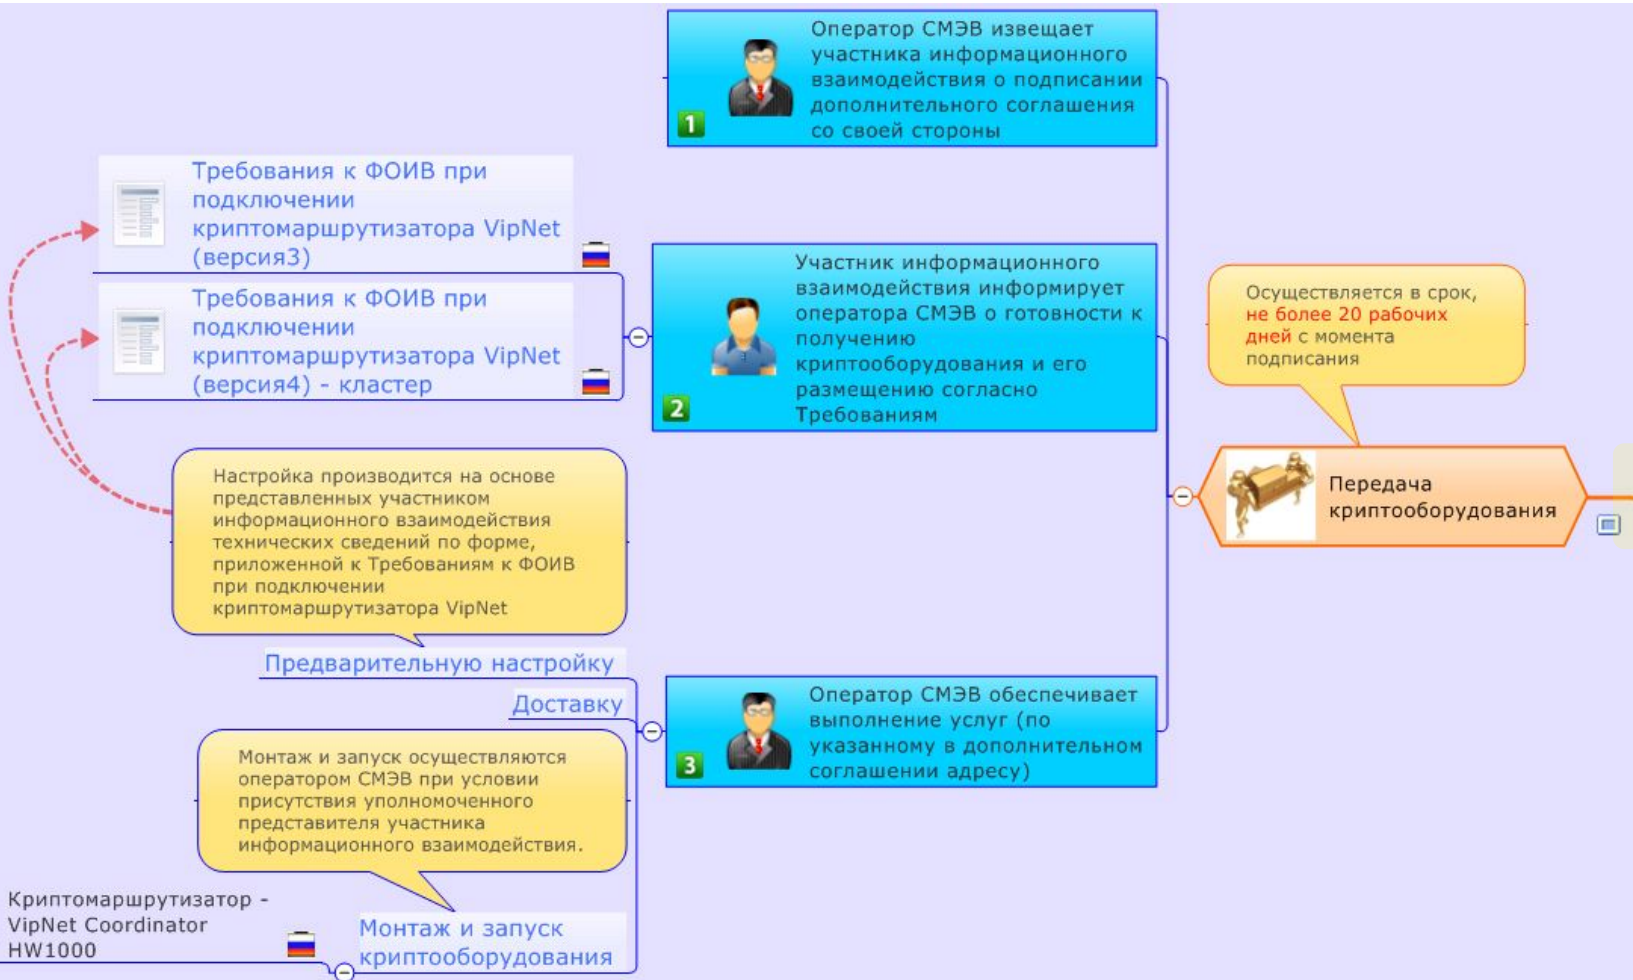 Оператор СМЭВ извещает
участника информационного
взаимодействия о подписании
дополнительного соглашения
со своей стороны
1
Требования к ФОИВ при
подключении
криптомаршрутизатора VipNet
(версия3)
Требования к ФОИВ при
подключении
криптомаршрутизатора VipNet
(версия4) - кластер
Участник информационного
взаимодействия информирует
оператора СМЭВ о готовности к
получению
криптооборудования и его
размещению согласно
Требованиям
2
Осуществляется в срок,
не более 20 рабочих
дней с момента
подписания
Передача
криптооборудования
Настройка производится на основе
представленных участником
информационного взаимодействия
технических сведений по форме,
приложенной к Требованиям к ФОИВ
при подключении
криптомаршрутизатора VipNet
Предварительную настройку
Доставку
Оператор СМЭВ обеспечивает
выполнение услуг (по
указанному в дополнительном
соглашении адресу)
3
Монтаж и запуск осуществляются
оператором СМЭВ при условии
присутствия уполномоченного
представителя участника
информационного взаимодействия.
Криптомаршрутизатор -
VipNet Coordinator
HW1000
Монтаж и запуск
криптооборудования